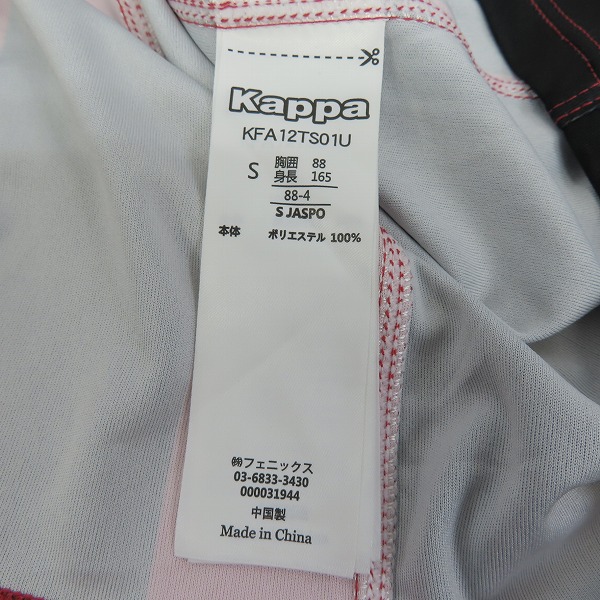 Kappa
KFA12TS01U
S 胸囲 88
身長 165
88-4
S JASPO
本体 ポリエステル 100%
㈱フェニックス
03-6833-3430
000031944
中国製
Made in China